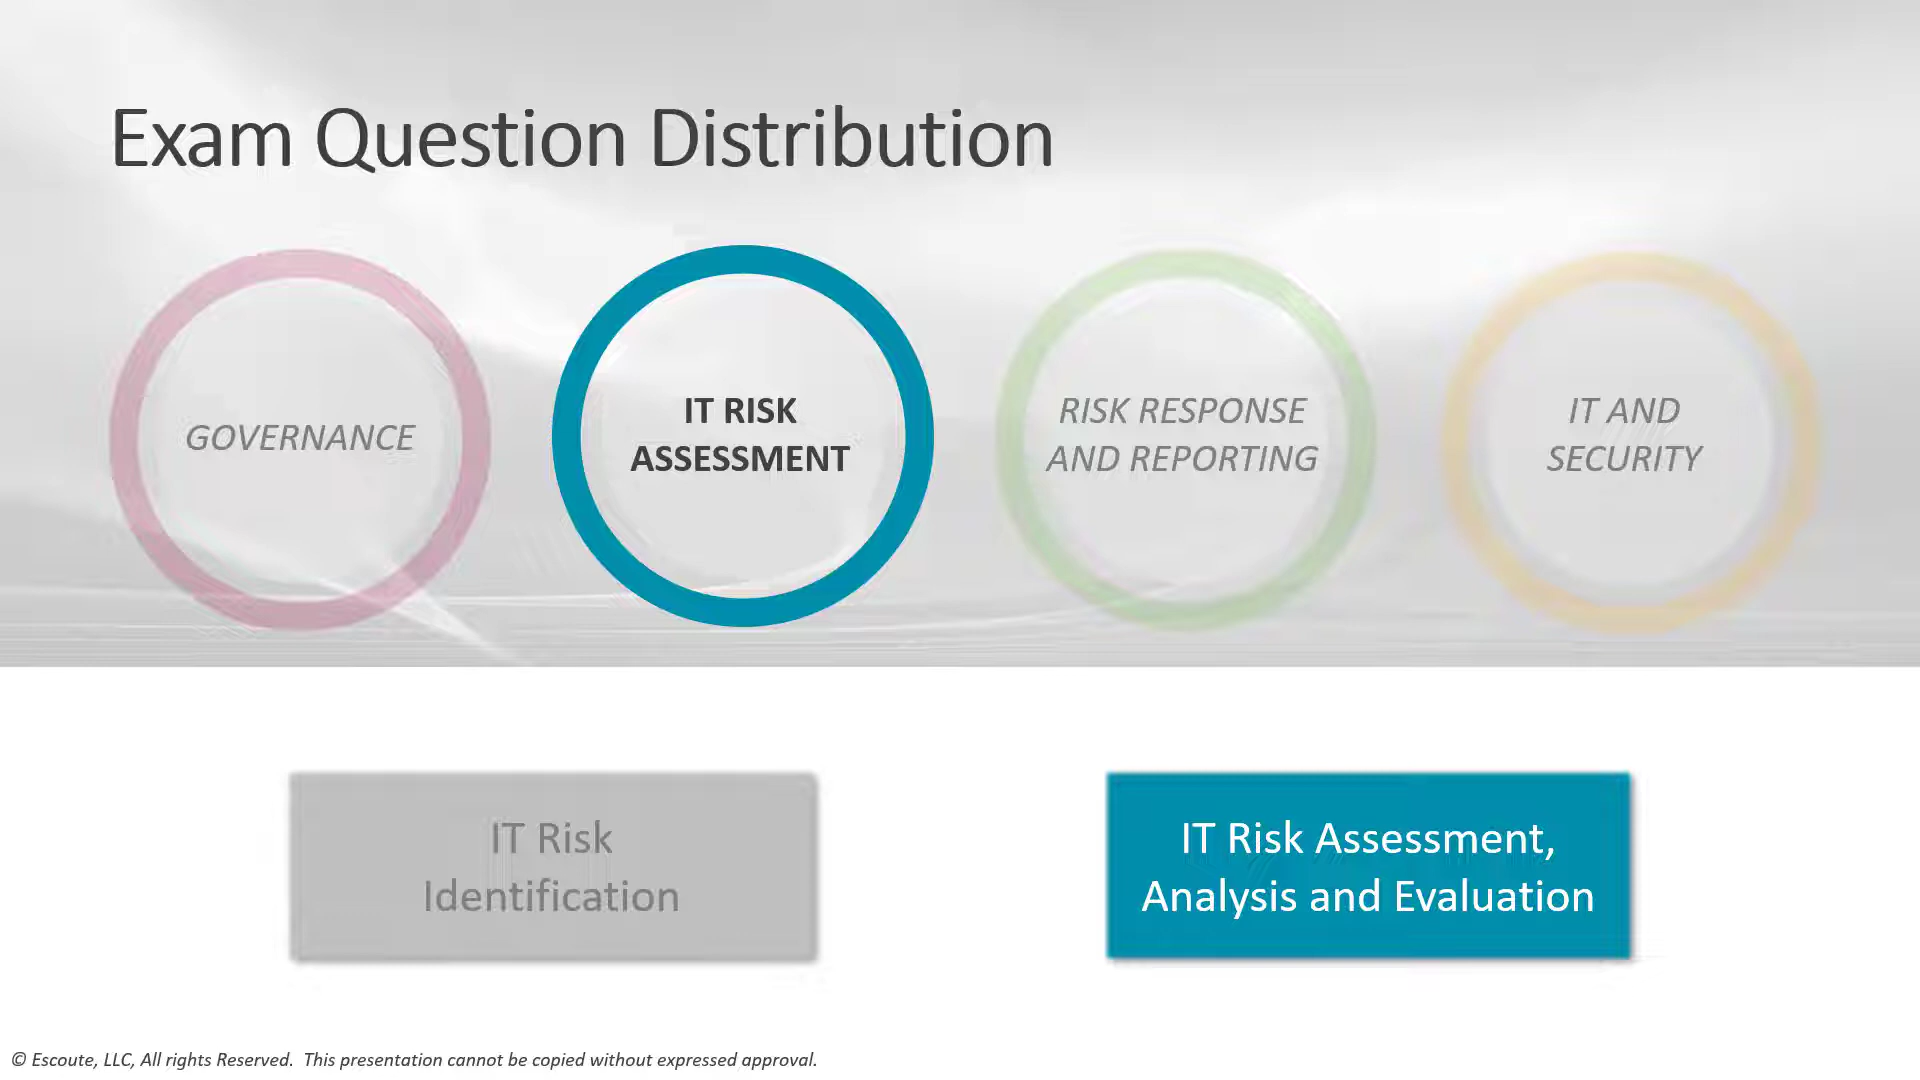 Exam Question Distribution
GOVERNANCE
IT RISK
ASSESSMENT
RISK RESPONSE
AND REPORTING
IT AND
SECURITY
IT Risk
Identification
IT Risk Assessment,
Analysis and Evaluation
© Escoute, LLC, All rights Reserved.  This presentation cannot be copied without expressed approval.